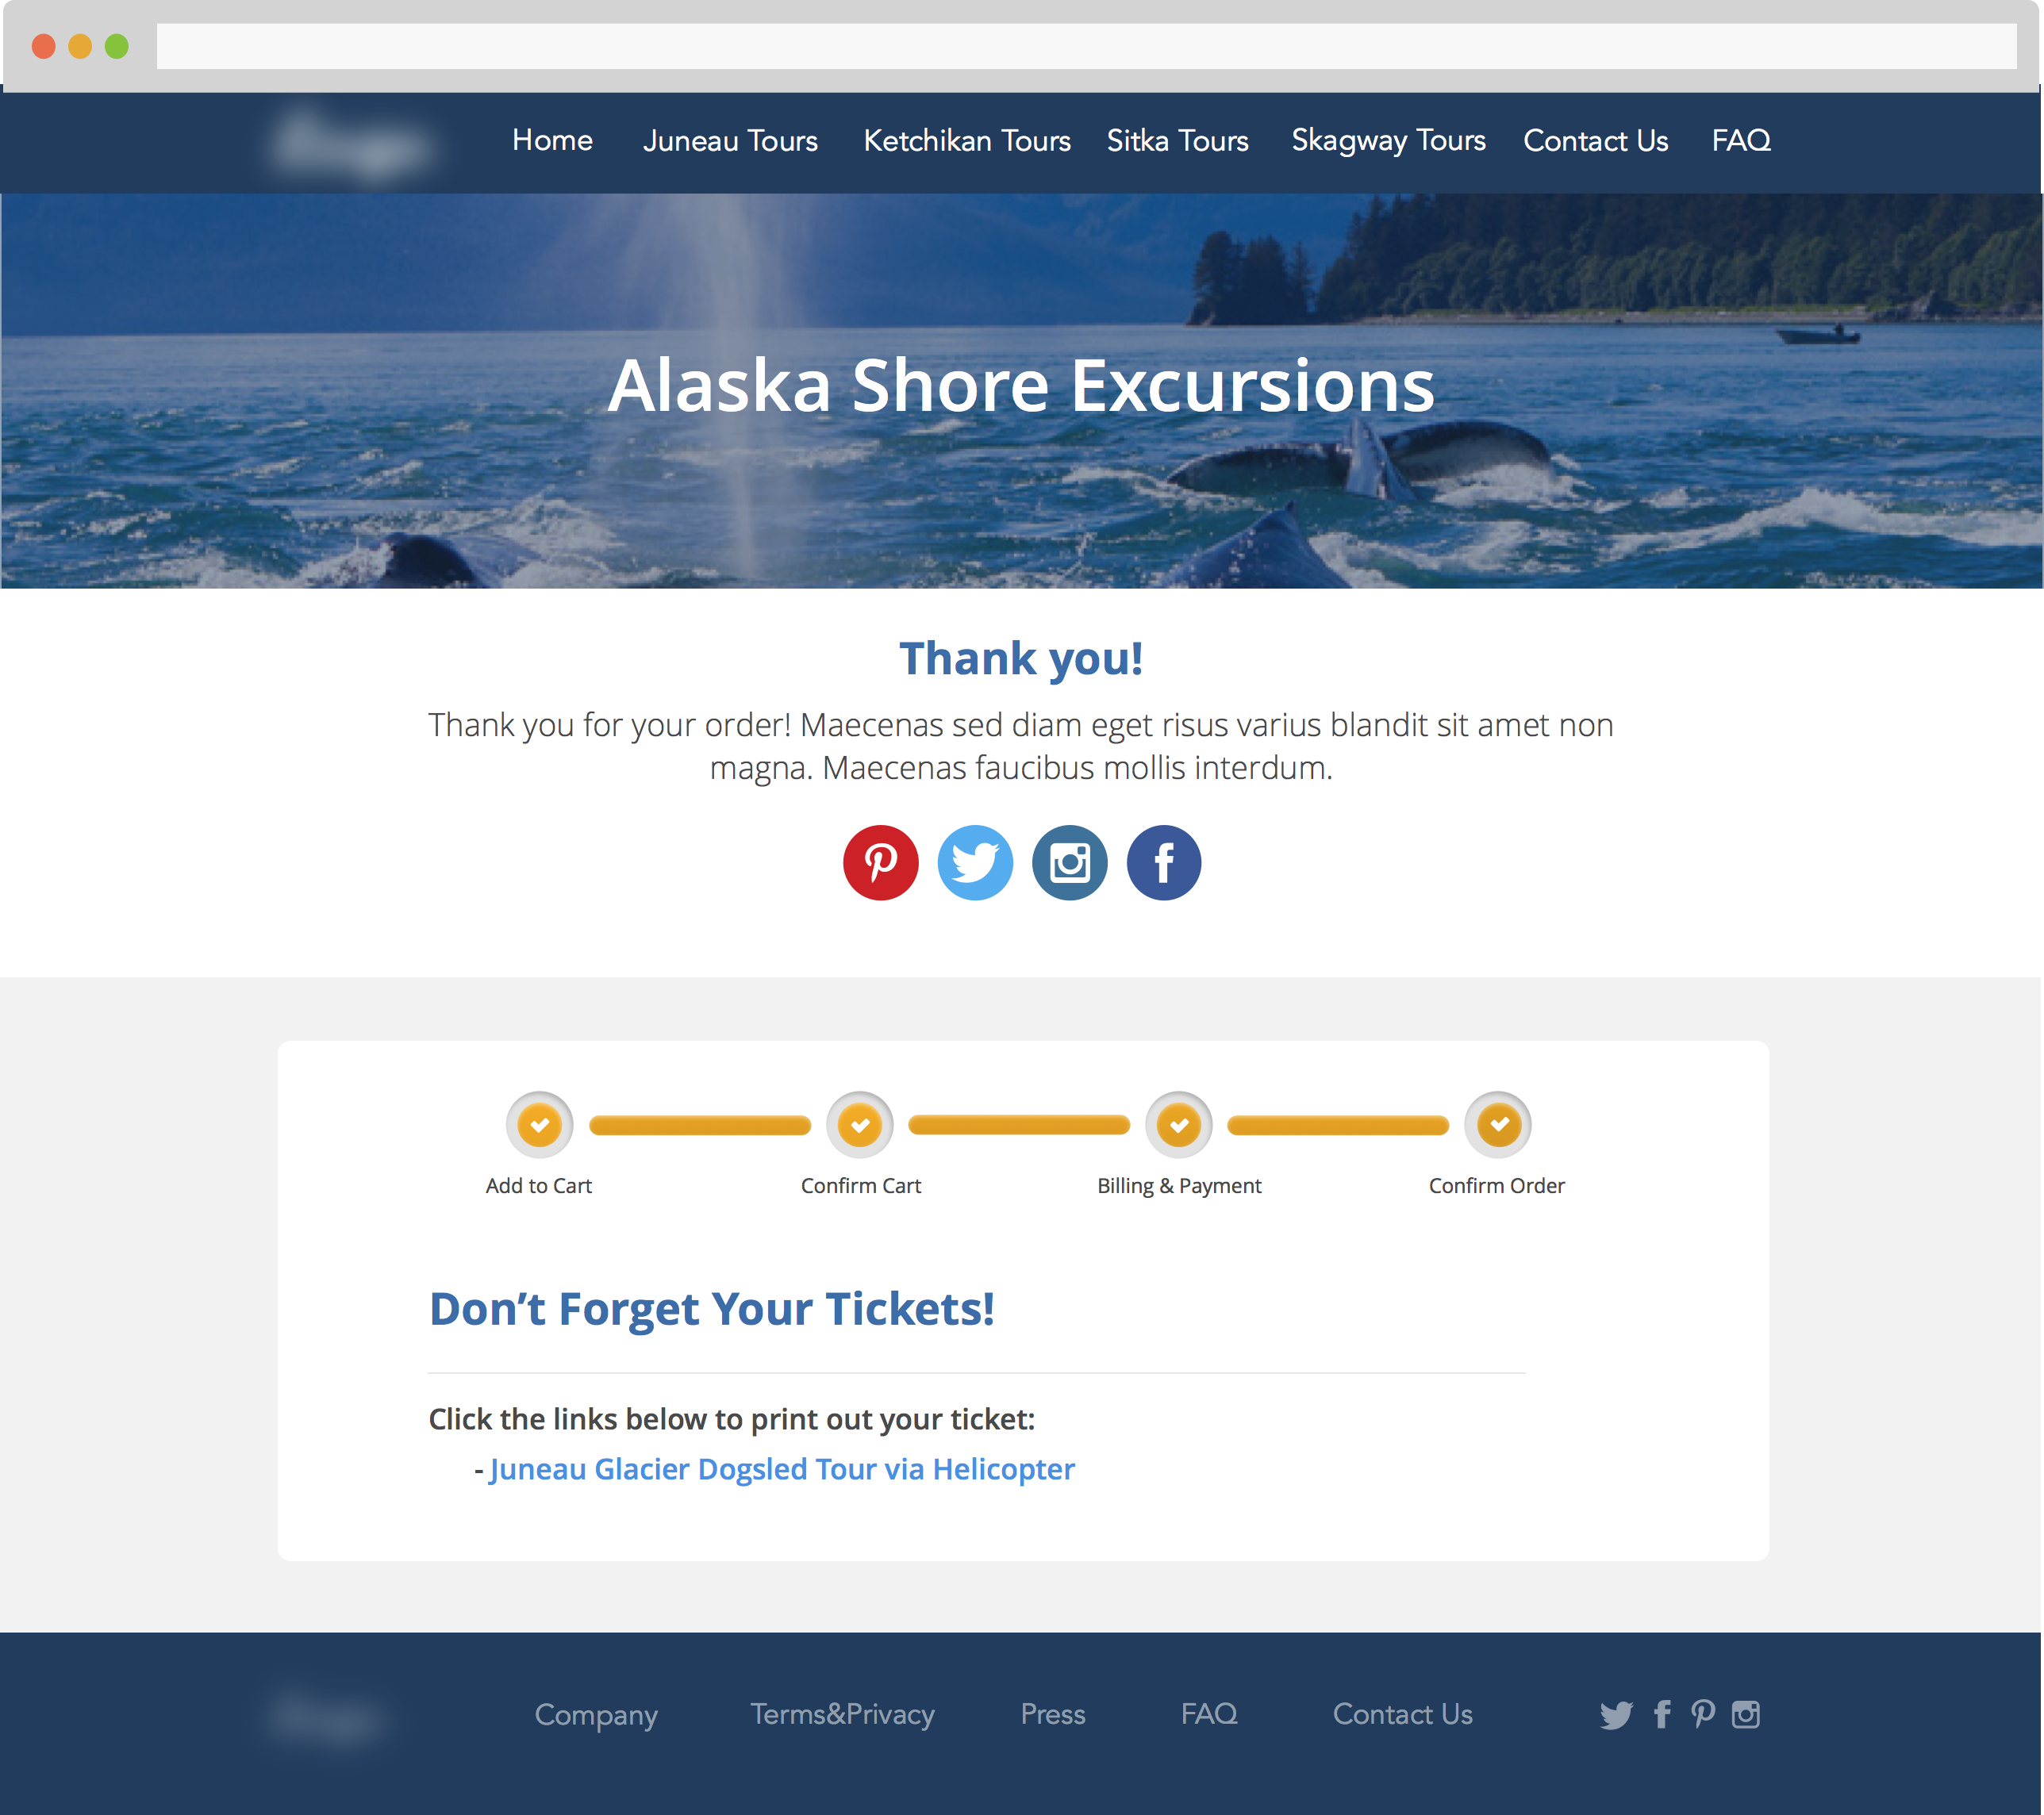 Home Juneau Tours Ketchikan Tours Sitka Tours Skagway Tours Contact Us FAQ
Alaska Shore Excursions
Thank you!
Thank you for your order! Maecenas sed diam eget risus varius blandit sit amet non
magna. Maecenas faucibus mollis interdum.
Add to Cart Confirm Cart Billing & Payment Confirm Order
Don’t Forget Your Tickets!
Click the links below to print out your ticket:
- Juneau Glacier Dogsled Tour via Helicopter
Company Terms&Privacy Press FAQ Contact Us